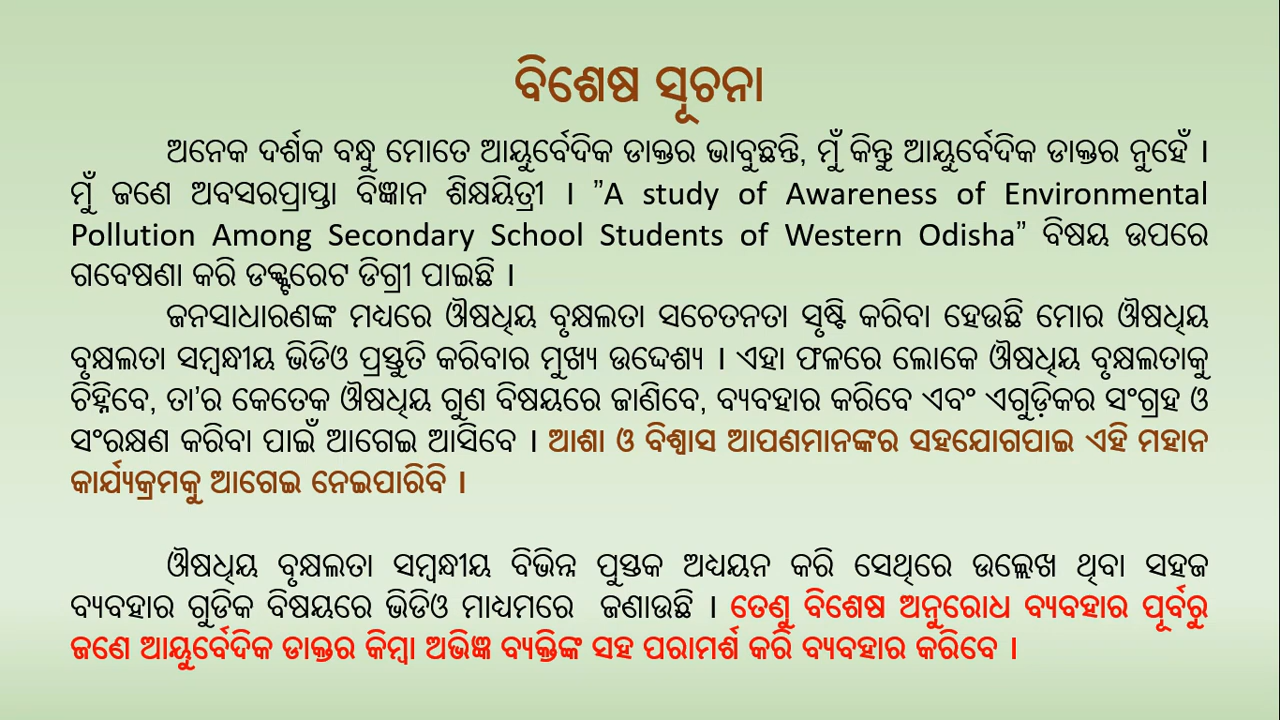 ବିଶେଷ ସୂଚନା
ଅନେକ ଦର୍ଶକ ବନ୍ଧୁ ମୋତେ ଆୟୁର୍ବେଦିକ ଡାକ୍ତର ଭାବୁଛନ୍ତି, ମୁଁ କିନ୍ତୁ ଆୟୁର୍ବେଦିକ ଡାକ୍ତର ନୁହେଁ ।
ମୁଁ ଜଣେ ଅବସରପ୍ରାପ୍ତା ବିଜ୍ଞାନ ଶିକ୍ଷୟିତ୍ରୀ । ”A study of Awareness of Environmental
Pollution Among Secondary School Students of Western Odisha” ବିଷୟ ଉପରେ
ଗବେଷଣା କରି ଡକ୍ଟରେଟ ଡିଗ୍ରୀ ପାଇଛି ।
ଜନସାଧାରଣଙ୍କ ମଧ୍ୟରେ ଔଷଧିୟ ବୃକ୍ଷଲତା ସଚେତନତା ସୃଷ୍ଟି କରିବା ହେଉଛି ମୋର ଔଷଧିୟ
ବୃକ୍ଷଲତା ସମ୍ବନ୍ଧୀୟ ଭିଡିଓ ପ୍ରସ୍ତୁତି କରିବାର ମୁଖ୍ୟ ଉଦ୍ଦେଶ୍ୟ । ଏହା ଫଳରେ ଲୋକେ ଔଷଧିୟ ବୃକ୍ଷଲତାକୁ
ଚିହ୍ନିବେ, ତା’ର କେତେକ ଔଷଧିୟ ଗୁଣ ବିଷୟରେ ଜାଣିବେ, ବ୍ୟବହାର କରିବେ ଏବଂ ଏଗୁଡ଼ିକର ସଂଗ୍ରହ ଓ
ସଂରକ୍ଷଣ କରିବା ପାଇଁ ଆଗେଇ ଆସିବେ । ଆଶା ଓ ବିଶ୍ଵାସ ଆପଣମାନଙ୍କର ସହଯୋଗପାଇ ଏହି ମହାନ
କାର୍ଯ୍ୟକ୍ରମକୁ ଆଗେଇ ନେଇପାରିବି ।
ଔଷଧିୟ ବୃକ୍ଷଲତା ସମ୍ବନ୍ଧୀୟ ବିଭିନ୍ନ ପୁସ୍ତକ ଅଧ୍ୟୟନ କରି ସେଥିରେ ଉଲ୍ଲେଖ ଥିବା ସହଜ
ବ୍ୟବହାର ଗୁଡିକ ବିଷୟରେ ଭିଡିଓ ମାଧ୍ୟମରେ ଜଣାଉଛି । ତେଣୁ ବିଶେଷ ଅନୁରୋଧ ବ୍ୟବହାର ପୂର୍ବରୁ
ଜଣେ ଆୟୁର୍ବେଦିକ ଡାକ୍ତର କିମ୍ବା ଅଭିଜ୍ଞ ବ୍ୟକ୍ତିଙ୍କ ସହ ପରାମର୍ଶ କରି ବ୍ୟବହାର କରିବେ ।